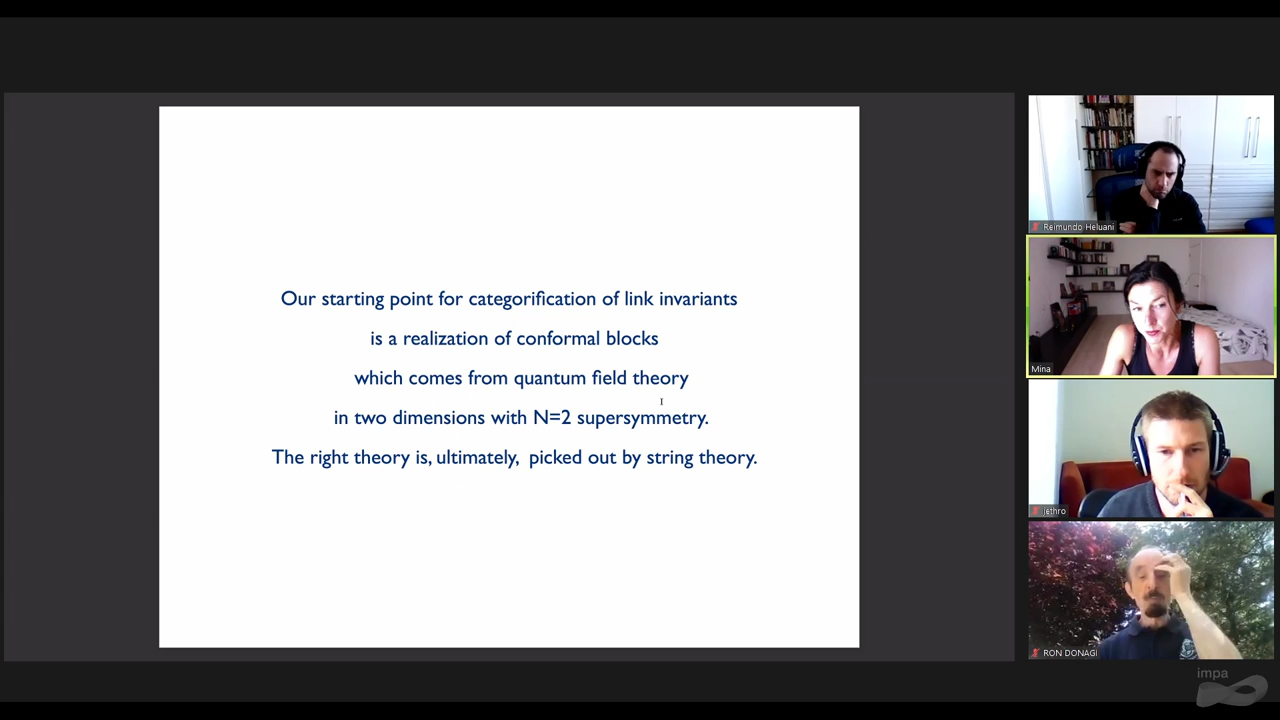 Our starting point for categorification of link invariants
is a realization of conformal blocks
which comes from quantum field theory
in two dimensions with N=2 supersymmetry.
The right theory is, ultimately, picked out by string theory.
Reimundo Heluani
Mina
Jethro
RON DONAGI
impa